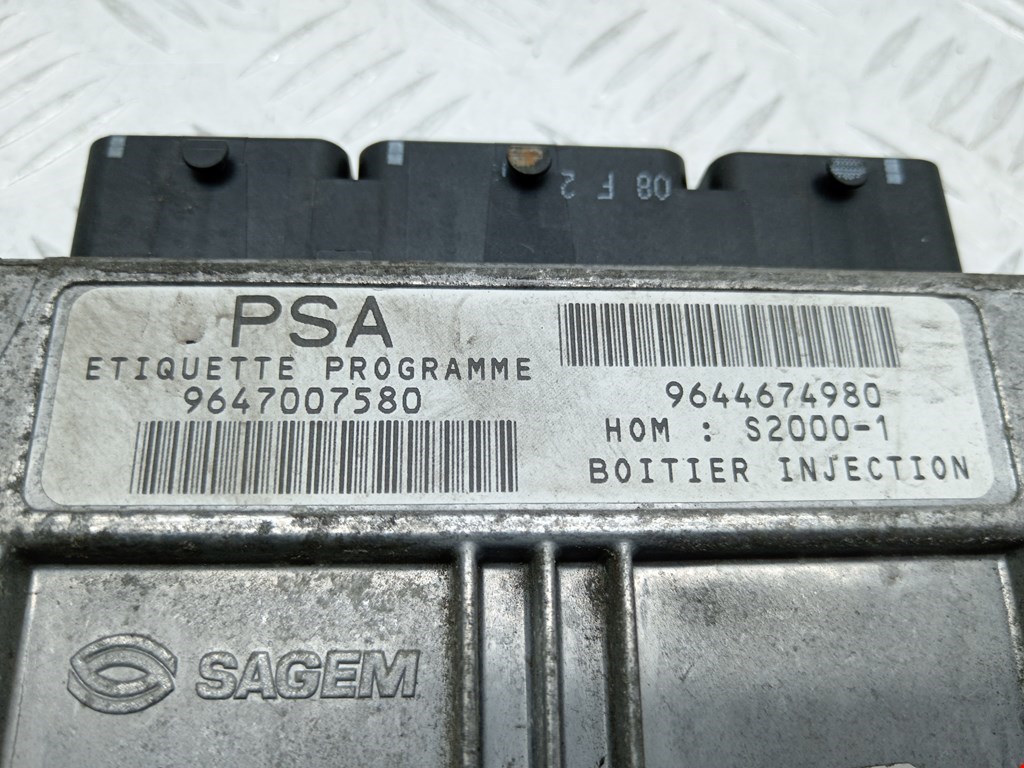 08 F 2
PSA
ETIQUETTE PROGRAMME
9647007580
9644674980
HOM : S2000-1
BOITIER INJECTION
SAGEM